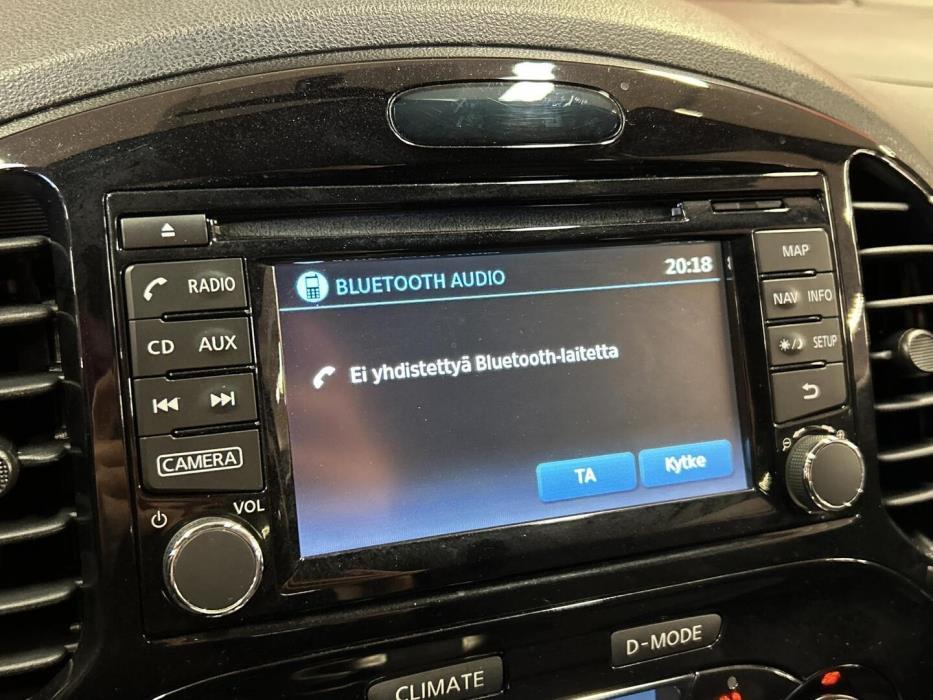 BLUETOOTH AUDIO 20:18
Ei yhdistettyä Bluetooth-laitetta
TA Kytke
RADIO
CD AUX
CAMERA
VOL
MAP
NAV INFO
SETUP
CLIMATE
D-MODE